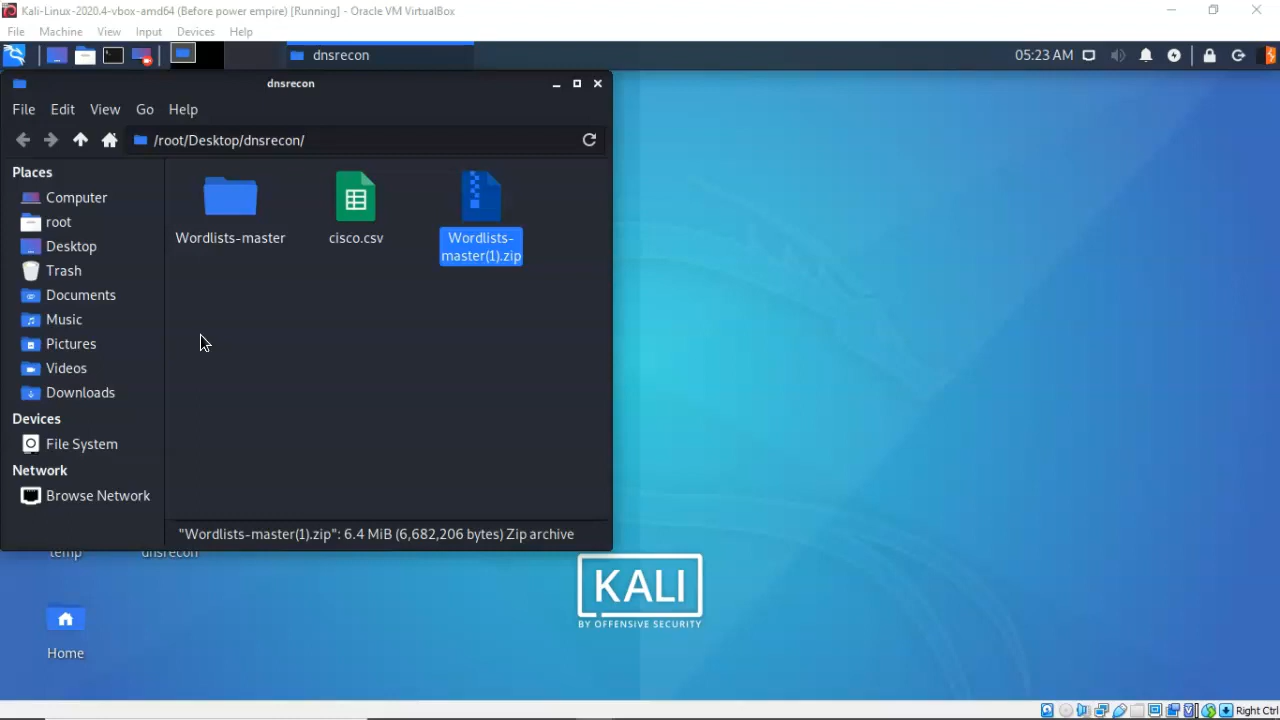 Kali-Linux-2020.4-vbox-amd64 (Before power empire) [Running] - Oracle VM VirtualBox
File Machine View Input Devices Help
dnsrecon 05:23 AM
dnsrecon
File Edit View Go Help
/root/Desktop/dnsrecon/
Places
Computer
root
Desktop
Trash
Documents
Music
Pictures
Videos
Downloads
Devices
File System
Network
Browse Network
Wordlists-master
cisco.csv
Wordlists-
master(1).zip
"Wordlists-master(1).zip": 6.4 MiB (6,682,206 bytes) Zip archive
temp dnsrecon
Home
KALI
BY OFFENSIVE SECURITY
Right Ctrl